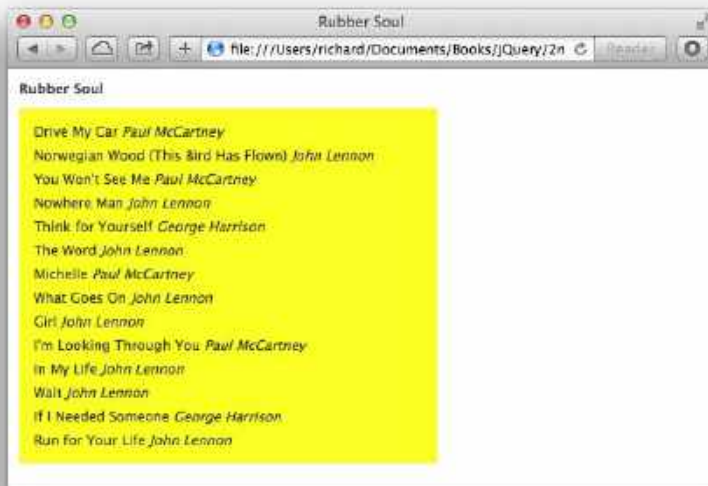 Rubber Soul
file:///Users/richard/Documents/Books/jQuery/2n
Reader
Rubber Soul
Drive My Car Paul McCartney
Norwegian Wood (This Bird Has Flown) John Lennon
You Won't See Me Paul McCartney
Nowhere Man John Lennon
Think for Yourself George Harrison
The Word John Lennon
Michelle Paul McCartney
What Goes On John Lennon
Girl John Lennon
I'm Looking Through You Paul McCartney
In My Life John Lennon
Wait John Lennon
If I Needed Someone George Harrison
Run for Your Life John Lennon